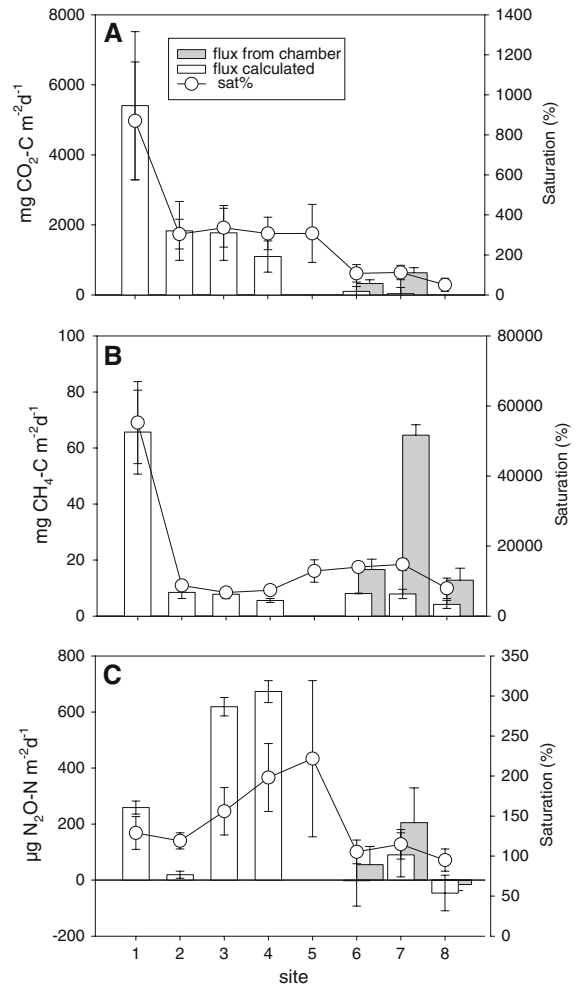 A
flux from chamber
flux calculated
sat%
8000
6000
4000
2000
0
mg CO₂-C m⁻²d⁻¹
1400
1200
1000
800
600
400
200
0
Saturation (%)
B
100
80
60
40
20
0
mg CH₄-C m⁻²d⁻¹
80000
60000
40000
20000
0
Saturation (%)
C
800
600
400
200
0
-200
µg N₂O-N m⁻²d⁻¹
350
300
250
200
150
100
50
0
Saturation (%)
1 2 3 4 5 6 7 8
site